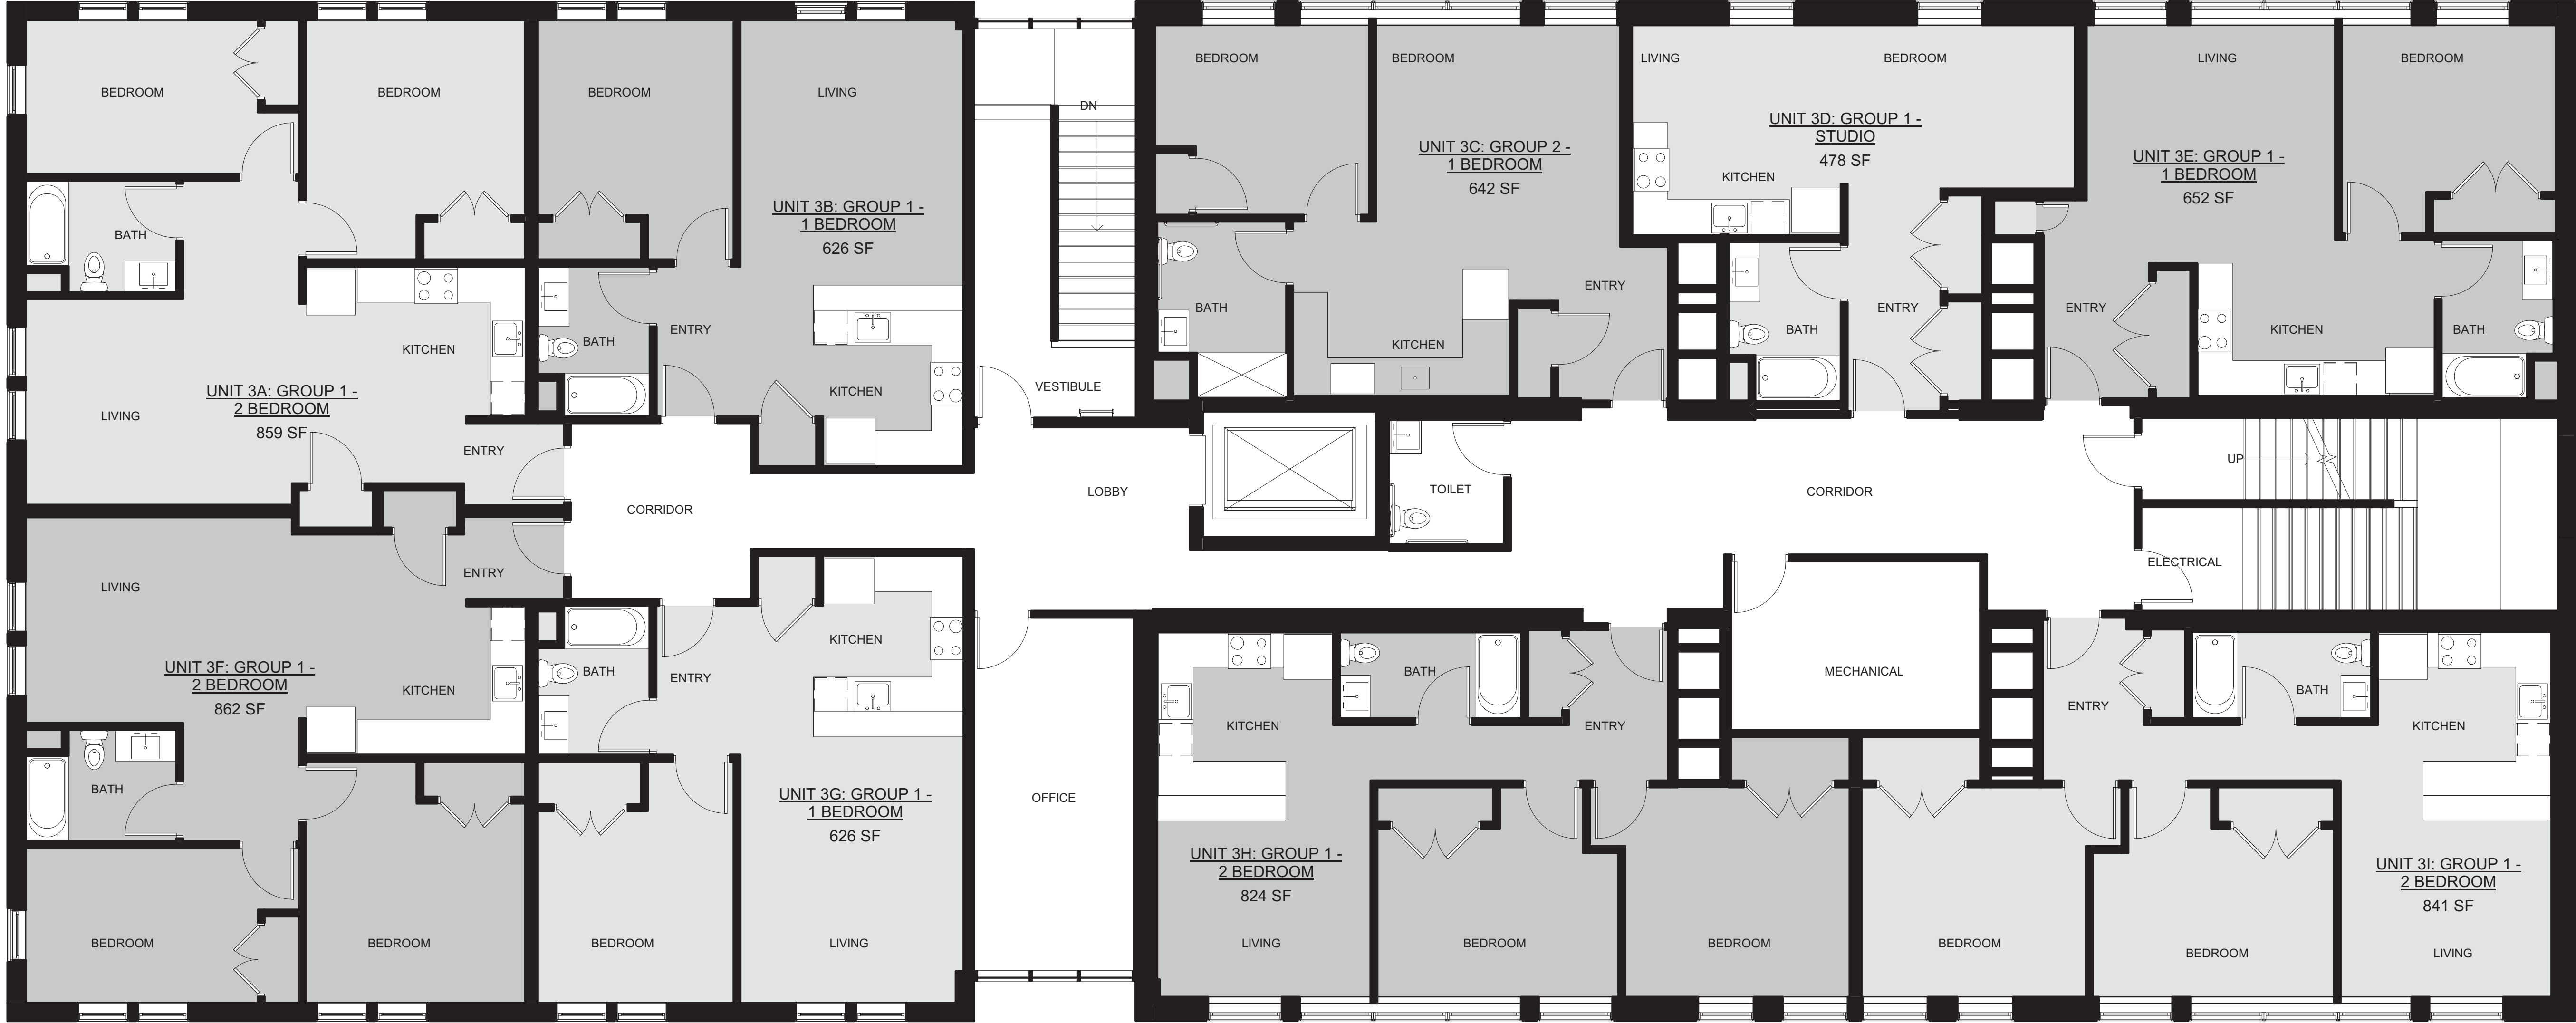 BEDROOM
BEDROOM
BATH
KITCHEN
UNIT 3A: GROUP 1 -
2 BEDROOM
859 SF
LIVING
ENTRY
BEDROOM
LIVING
UNIT 3B: GROUP 1 -
1 BEDROOM
626 SF
ENTRY
BATH
KITCHEN
DN
VESTIBULE
BEDROOM
BEDROOM
UNIT 3C: GROUP 2 -
1 BEDROOM
642 SF
ENTRY
BATH
KITCHEN
LIVING
BEDROOM
UNIT 3D: GROUP 1 -
STUDIO
478 SF
KITCHEN
ENTRY
BATH
LIVING
BEDROOM
UNIT 3E: GROUP 1 -
1 BEDROOM
652 SF
ENTRY
KITCHEN
BATH
CORRIDOR
LOBBY
TOILET
CORRIDOR
UP
ELECTRICAL
MECHANICAL
OFFICE
LIVING
ENTRY
UNIT 3F: GROUP 1 -
2 BEDROOM
862 SF
KITCHEN
BATH
BEDROOM
BEDROOM
KITCHEN
BATH
ENTRY
UNIT 3G: GROUP 1 -
1 BEDROOM
626 SF
BEDROOM
LIVING
BATH
KITCHEN
ENTRY
UNIT 3H: GROUP 1 -
2 BEDROOM
824 SF
LIVING
BEDROOM
BEDROOM
BATH
ENTRY
KITCHEN
UNIT 3I: GROUP 1 -
2 BEDROOM
841 SF
BEDROOM
BEDROOM
LIVING